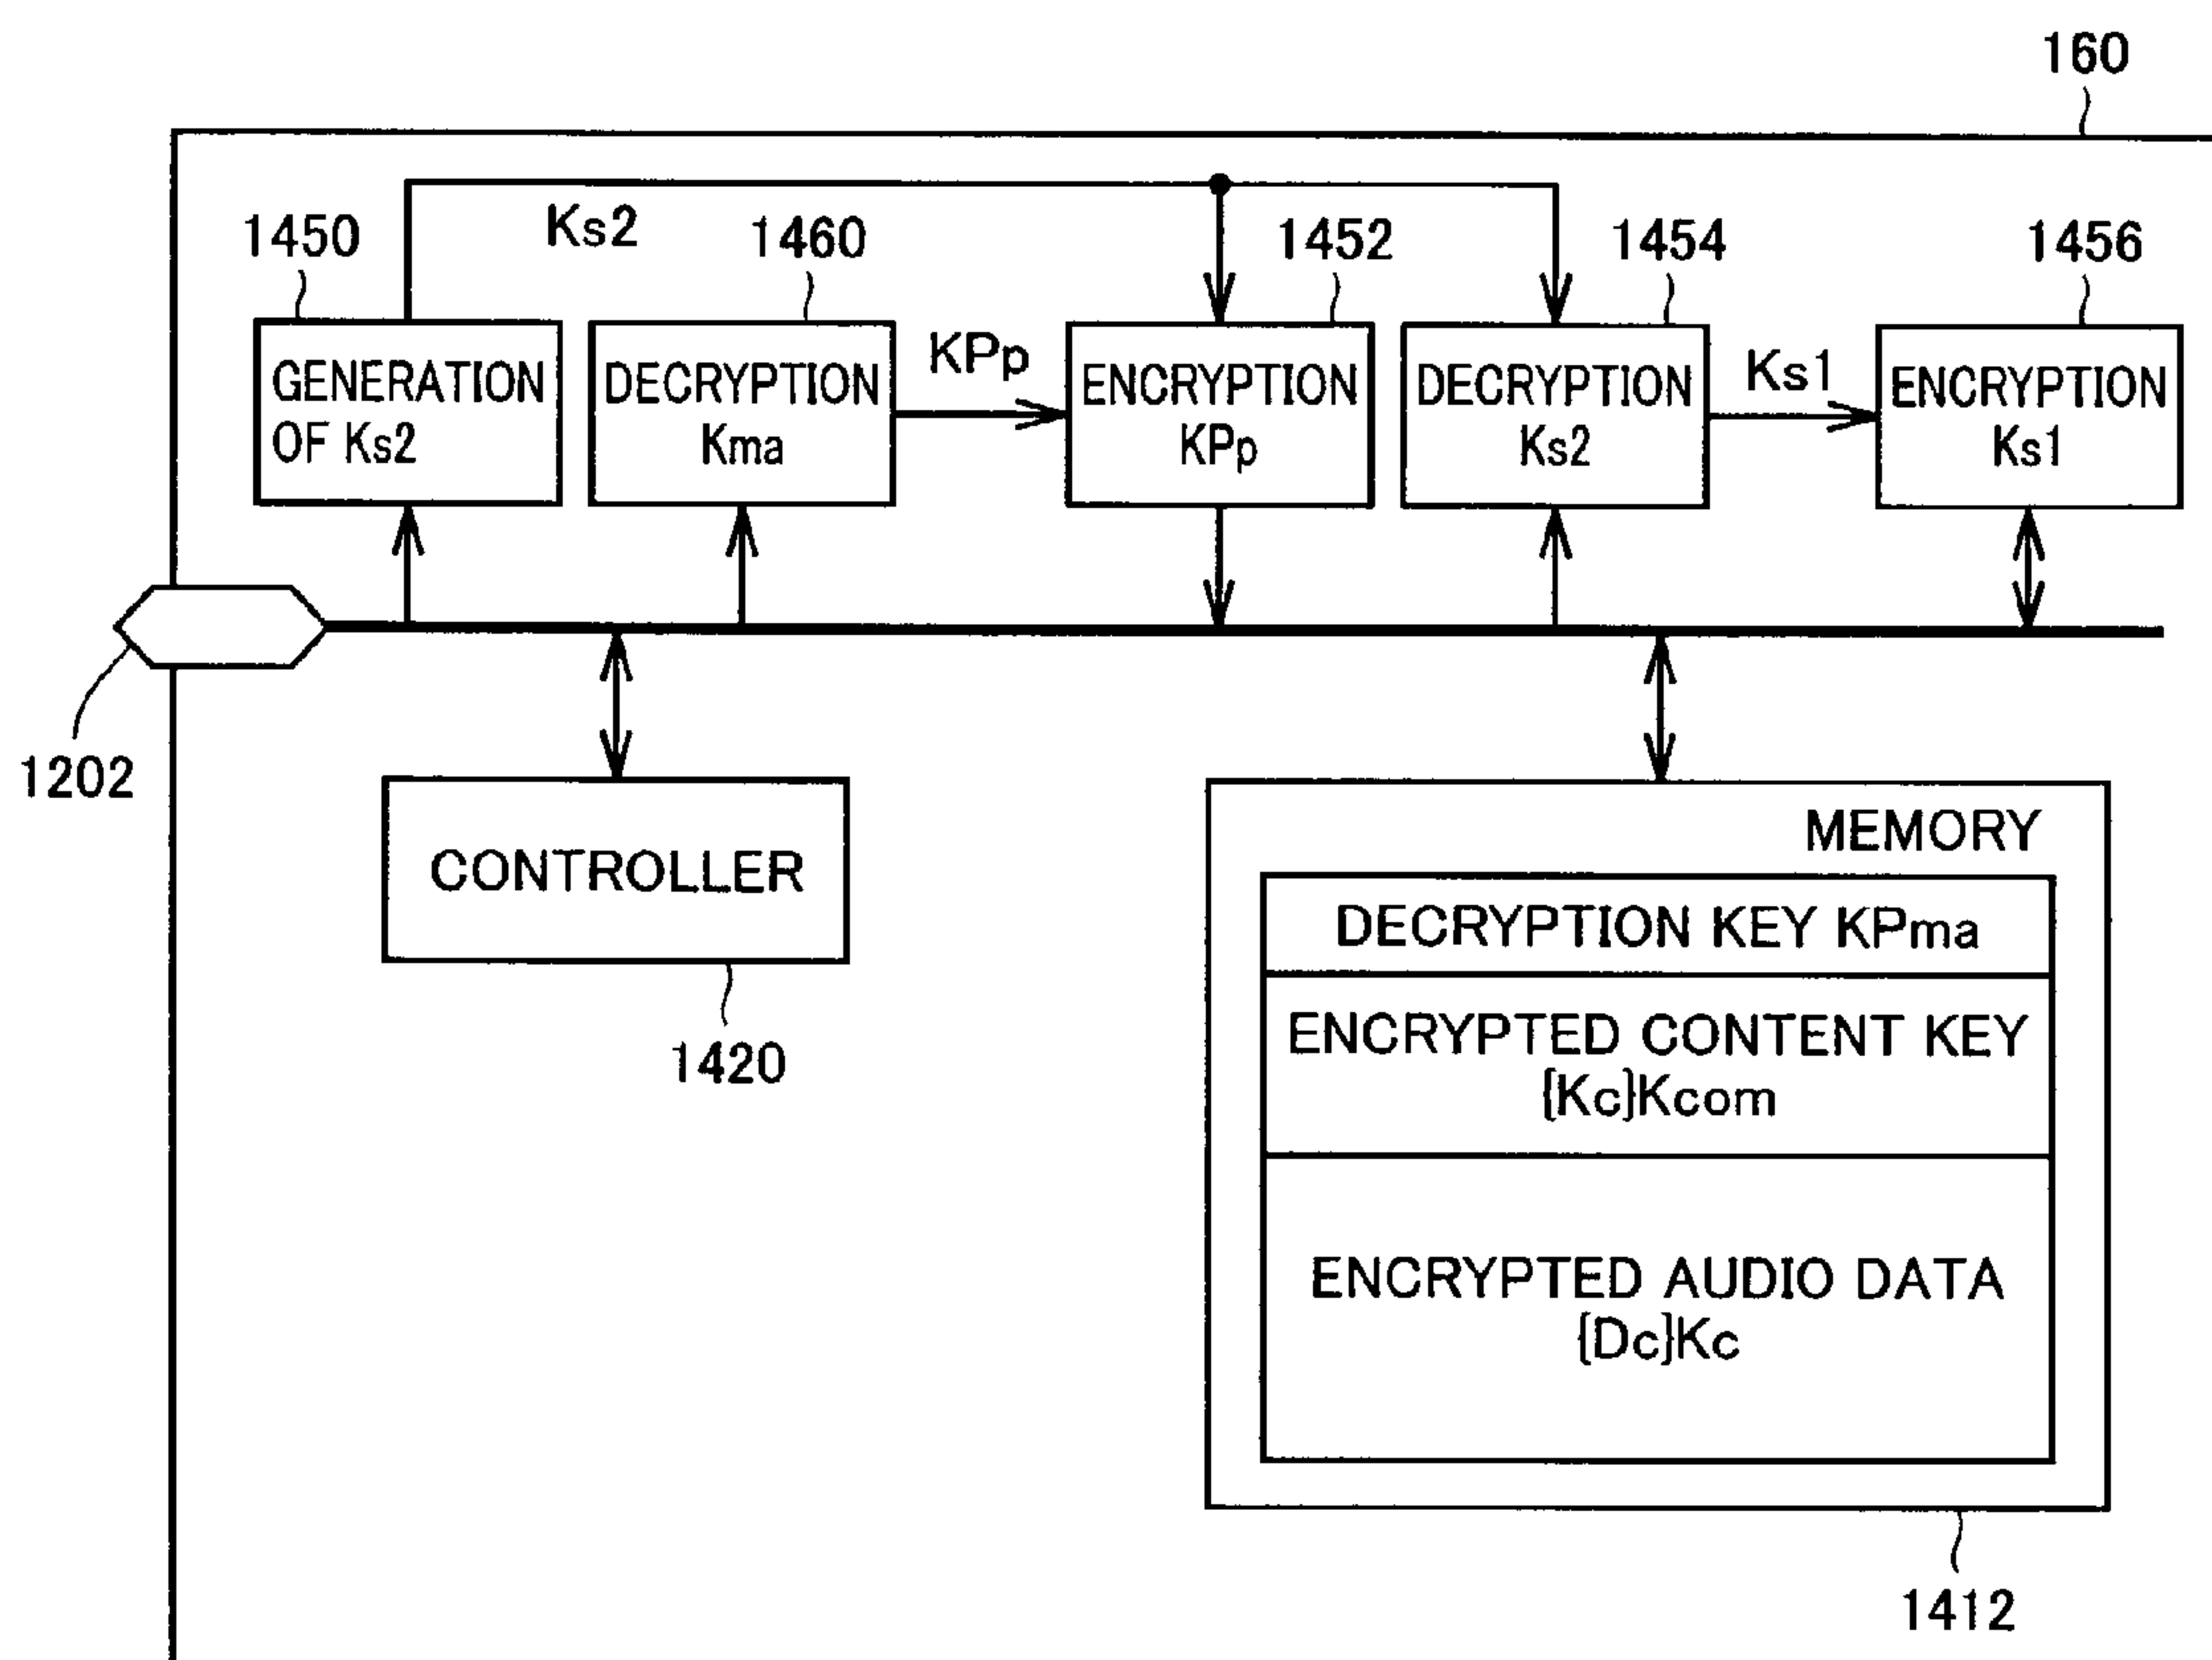 160
Ks2
1450
1460
1452
1454
1456
GENERATION
OF Ks2
DECRYPTION
Kma
KPp
ENCRYPTION
KPp
DECRYPTION
Ks2
Ks1
ENCRYPTION
Ks1
1202
CONTROLLER
1420
MEMORY
DECRYPTION KEY KPma
ENCRYPTED CONTENT KEY
{Kc}Kcom
ENCRYPTED AUDIO DATA
{Dc}Kc
1412